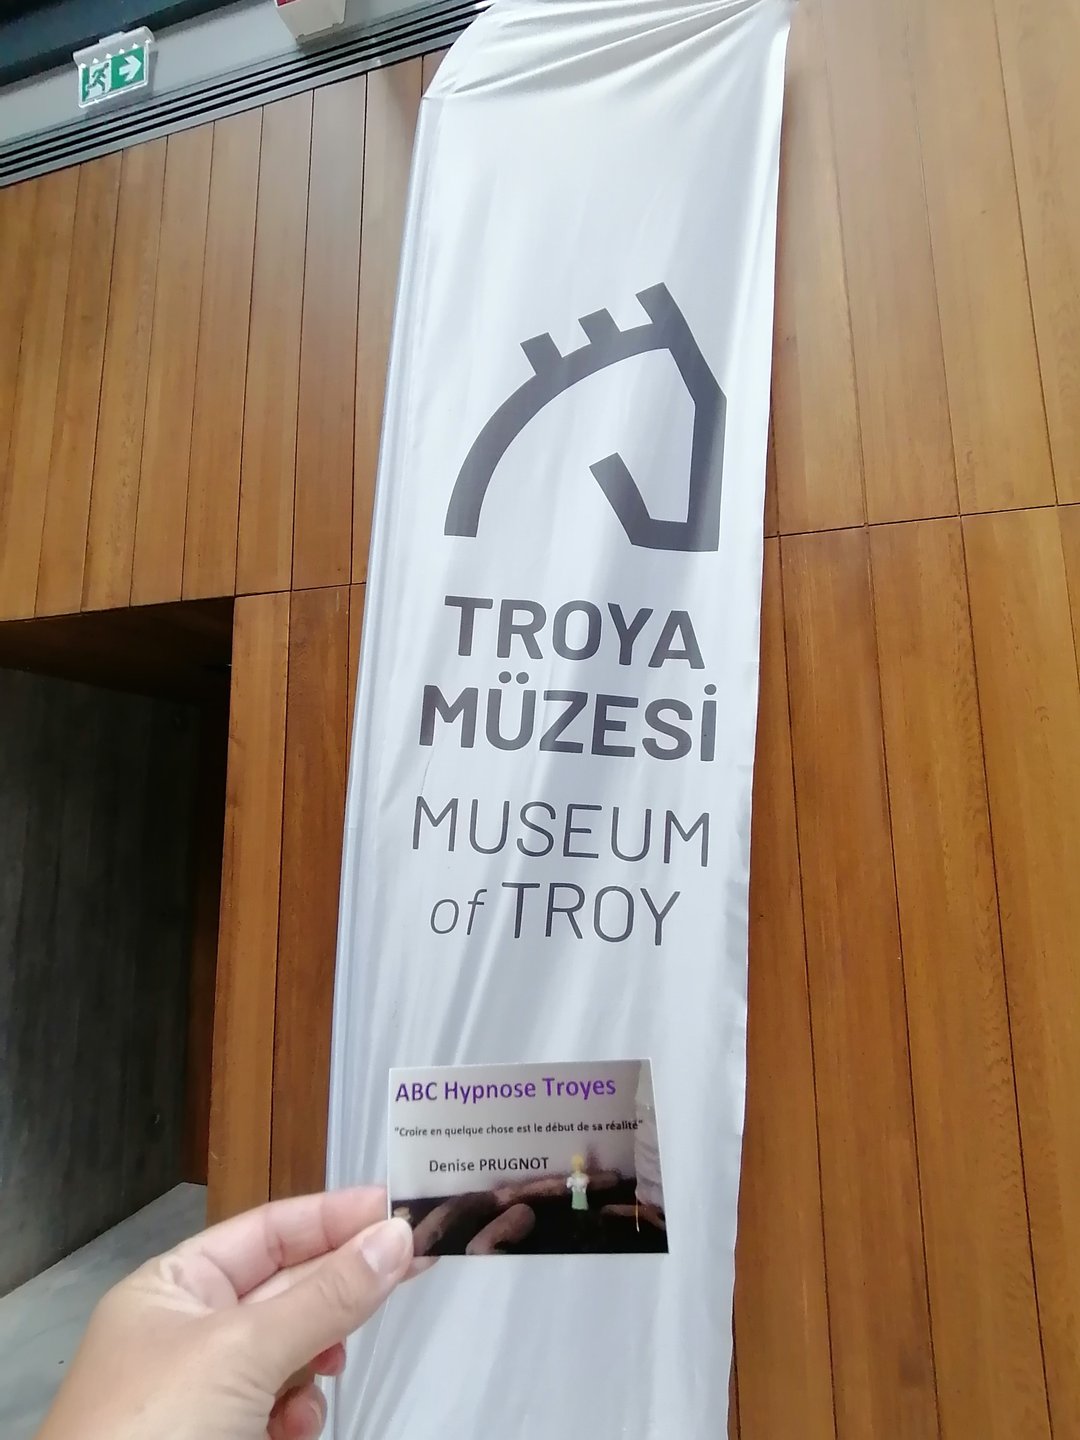 TROYA
MÜZESİ
MUSEUM
of TROY
ABC Hypnose Troyes
"Croire en quelque chose est le début de sa réalité"
Denise PRUGNOT